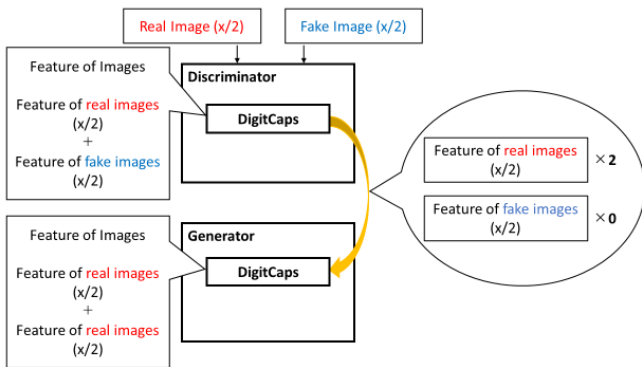 Real Image (x/2)
Fake Image (x/2)
Feature of Images
Feature of real images
(x/2)
+
Feature of fake images
(x/2)
Discriminator
DigitCaps
Feature of real images
(x/2)
×2
Feature of fake images
(x/2)
×0
Feature of Images
Feature of real images
(x/2)
+
Feature of real images
(x/2)
Generator
DigitCaps